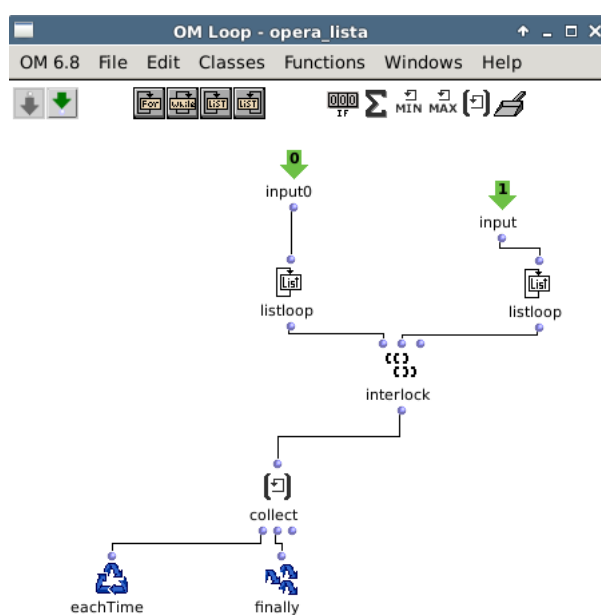 OM Loop - opera_lista
OM 6.8 File Edit Classes Functions Windows Help
For While LIST LIST 000 IF Σ MIN MAX
0
input0
1
input
List
listloop
List
listloop
interlock
collect
eachTime
finally